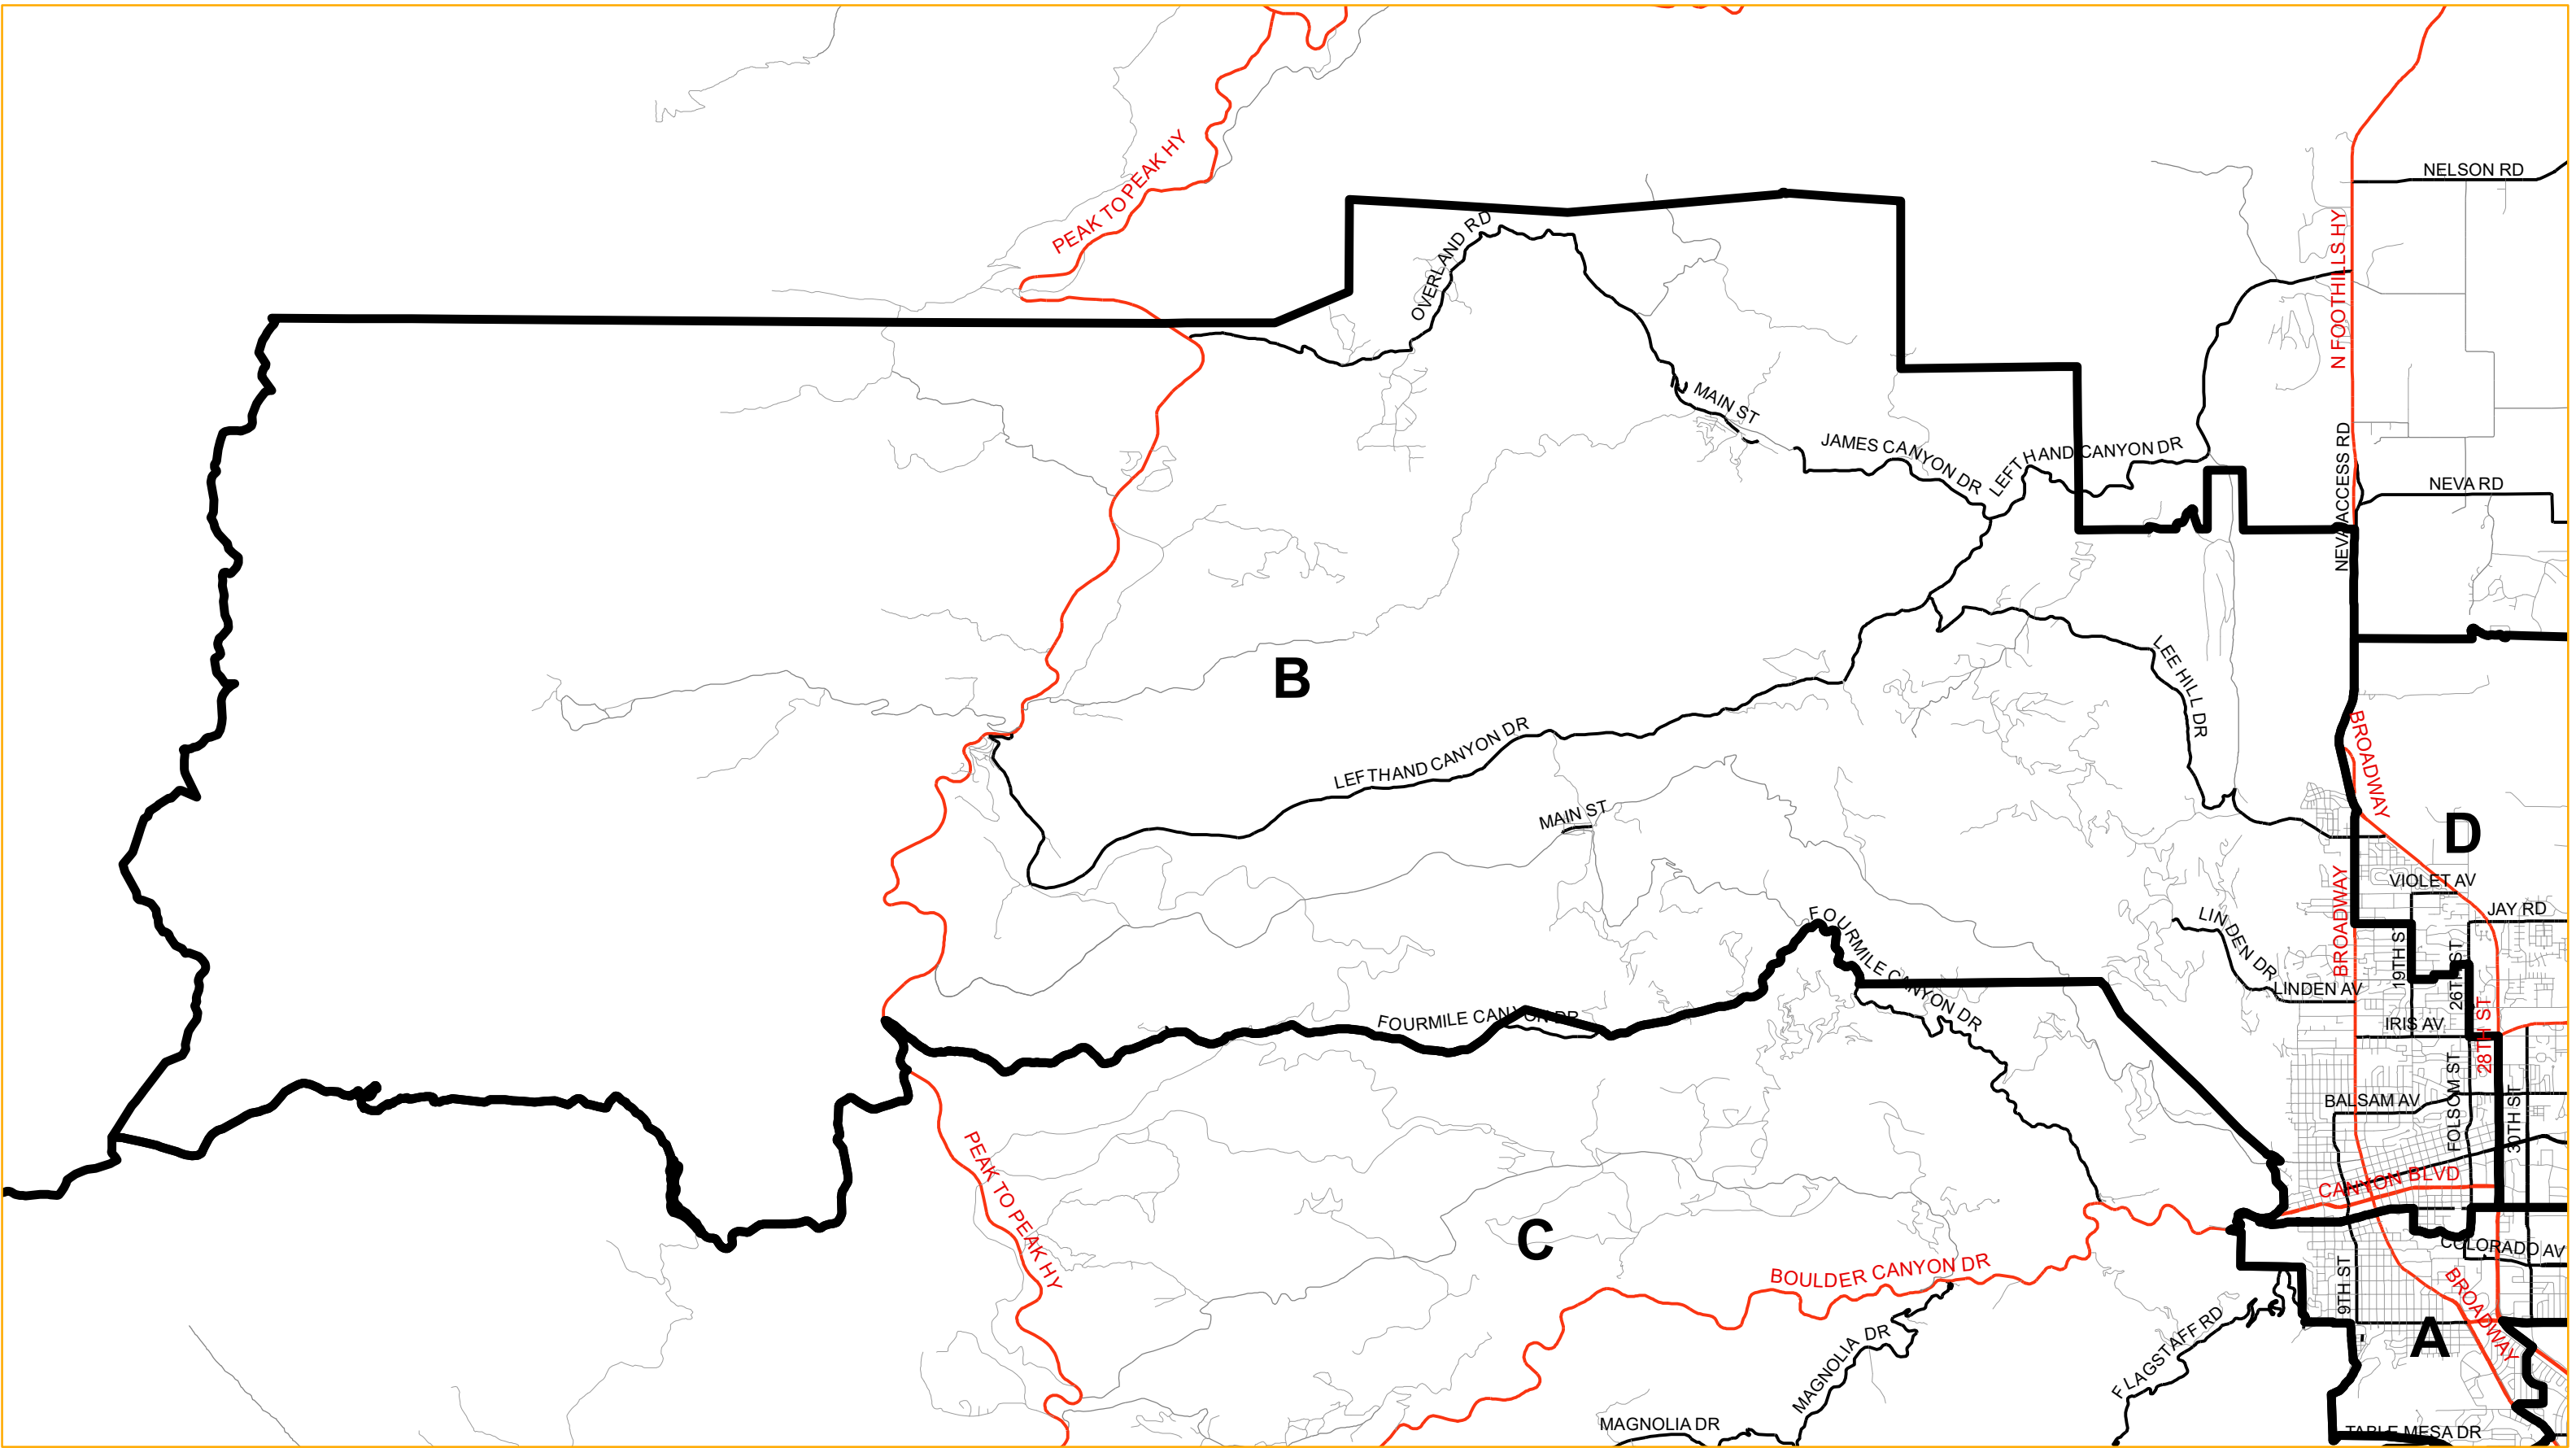 NELSON RD
PEAK TO PEAK HY
OVERLAND RD
N FOOTHILLS HY
MAIN ST
JAMES CANYON DR
LEFT HAND CANYON DR
NEVA ACCESS RD
NEVA RD
B
LEE HILL DR
LEFTHAND CANYON DR
BROADWAY
MAIN ST
D
VIOLET AV
BROADWAY
JAY RD
FOURMILE CANYON DR
LINDEN DR
19TH ST
26TH ST
LINDEN AV
FOURMILE CANYON DR
IRIS AV
28TH ST
FOLSOM ST
BALSAM AV
30TH ST
PEAK TO PEAK HY
CANYON BLVD
C
COLORADO AV
BOULDER CANYON DR
9TH ST
BROADWAY
A
MAGNOLIA DR
FLAGSTAFF RD
MAGNOLIA DR
TABLE MESA DR